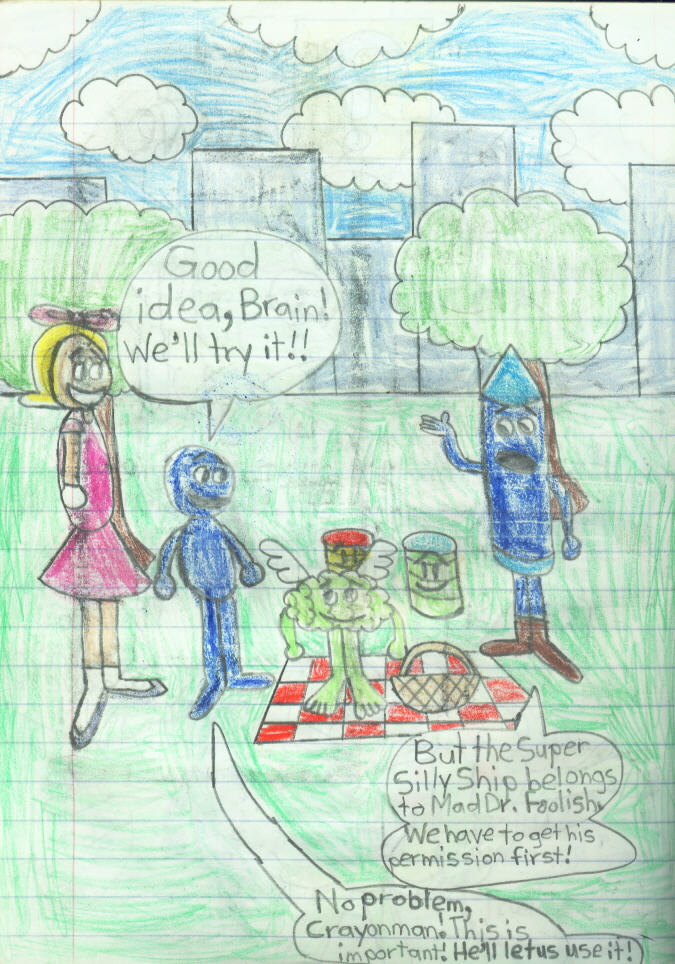 Good
idea, Brain!
We'll try it!!
But the Super
Silly Ship belongs
to Mad Dr. Foolish.
We have to get his
permission first!
No problem,
Crayonman! This is
important! He'll let us use it!